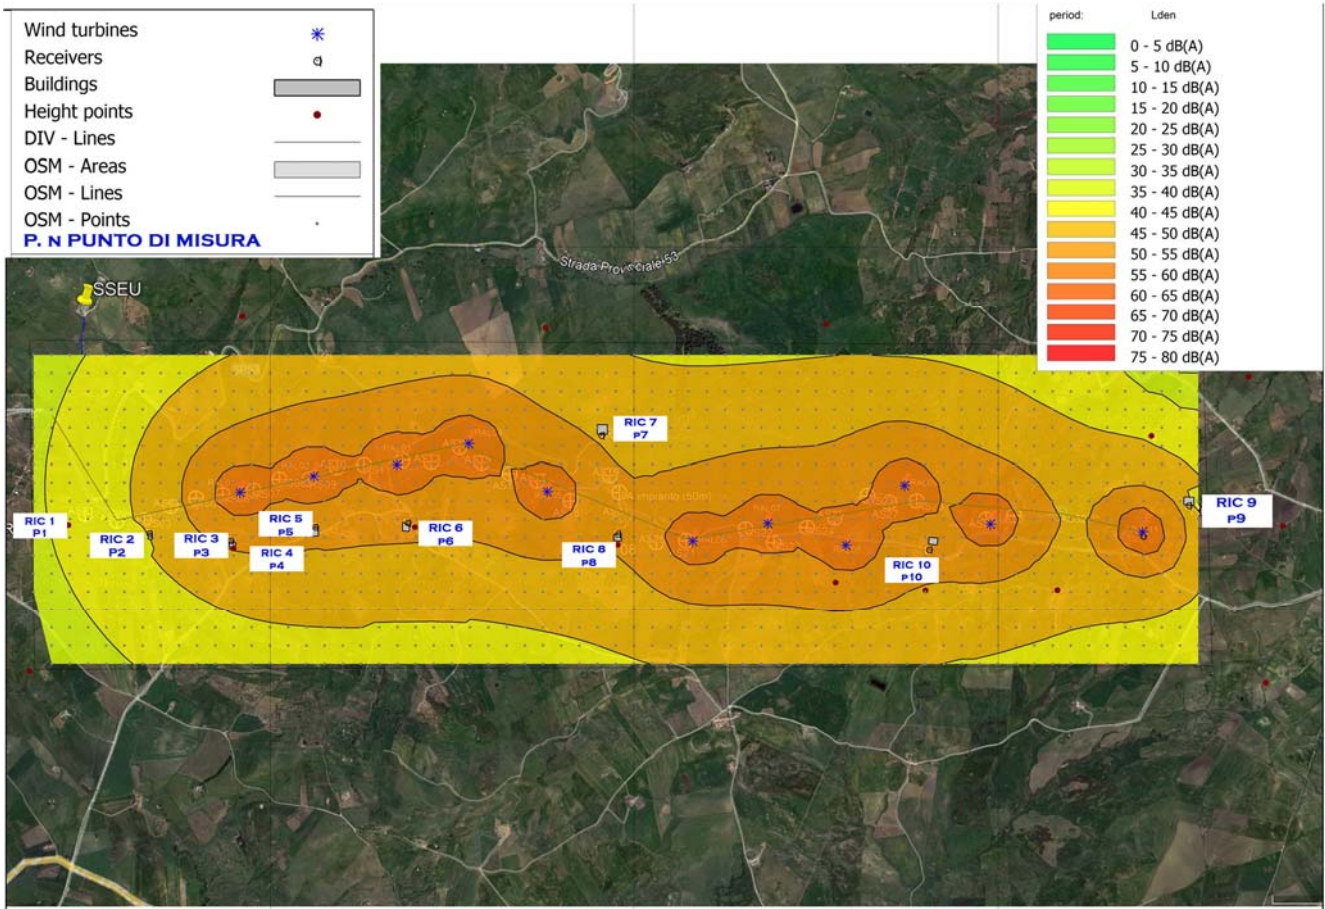 Wind turbines
Receivers
Buildings
Height points
DIV - Lines
OSM - Areas
OSM - Lines
OSM - Points
P. N PUNTO DI MISURA
period: Lden
0 - 5 dB(A)
5 - 10 dB(A)
10 - 15 dB(A)
15 - 20 dB(A)
20 - 25 dB(A)
25 - 30 dB(A)
30 - 35 dB(A)
35 - 40 dB(A)
40 - 45 dB(A)
45 - 50 dB(A)
50 - 55 dB(A)
55 - 60 dB(A)
60 - 65 dB(A)
65 - 70 dB(A)
70 - 75 dB(A)
75 - 80 dB(A)
Strada Provinciale 53
SSEU
RIC 7
P7
RIC 1
P1
RIC 2
P2
RIC 3
P3
RIC 5
P5
RIC 4
P4
RIC 6
P6
RIC 8
P8
RIC 10
P10
RIC 9
P9